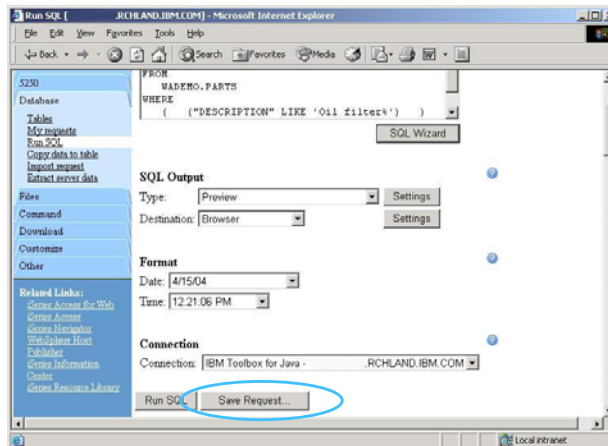 Run SQL [ .RCHLAND.IBM.COM] - Microsoft Internet Explorer
File Edit View Favorites Tools Help
Back Search Favorites Media
5250
Database
Tables
My requests
Run SQL
Copy data to table
Import request
Extract server data
Files
Command
Download
Customize
Other
Related Links:
iSeries Access for Web
iSeries Access
iSeries Navigator
WebSphere Host
Publisher
iSeries Information
Center
iSeries Resource Library
FROM
WADEMO.PARTS
WHERE
( ("DESCRIPTION" LIKE 'Oil filter%') )
SQL Wizard
SQL Output
Type: Preview Settings
Destination: Browser Settings
Format
Date: 4/15/04
Time: 12:21:06 PM
Connection
Connection: IBM Toolbox for Java - .RCHLAND.IBM.COM
Run SQL Save Request...
Local intranet